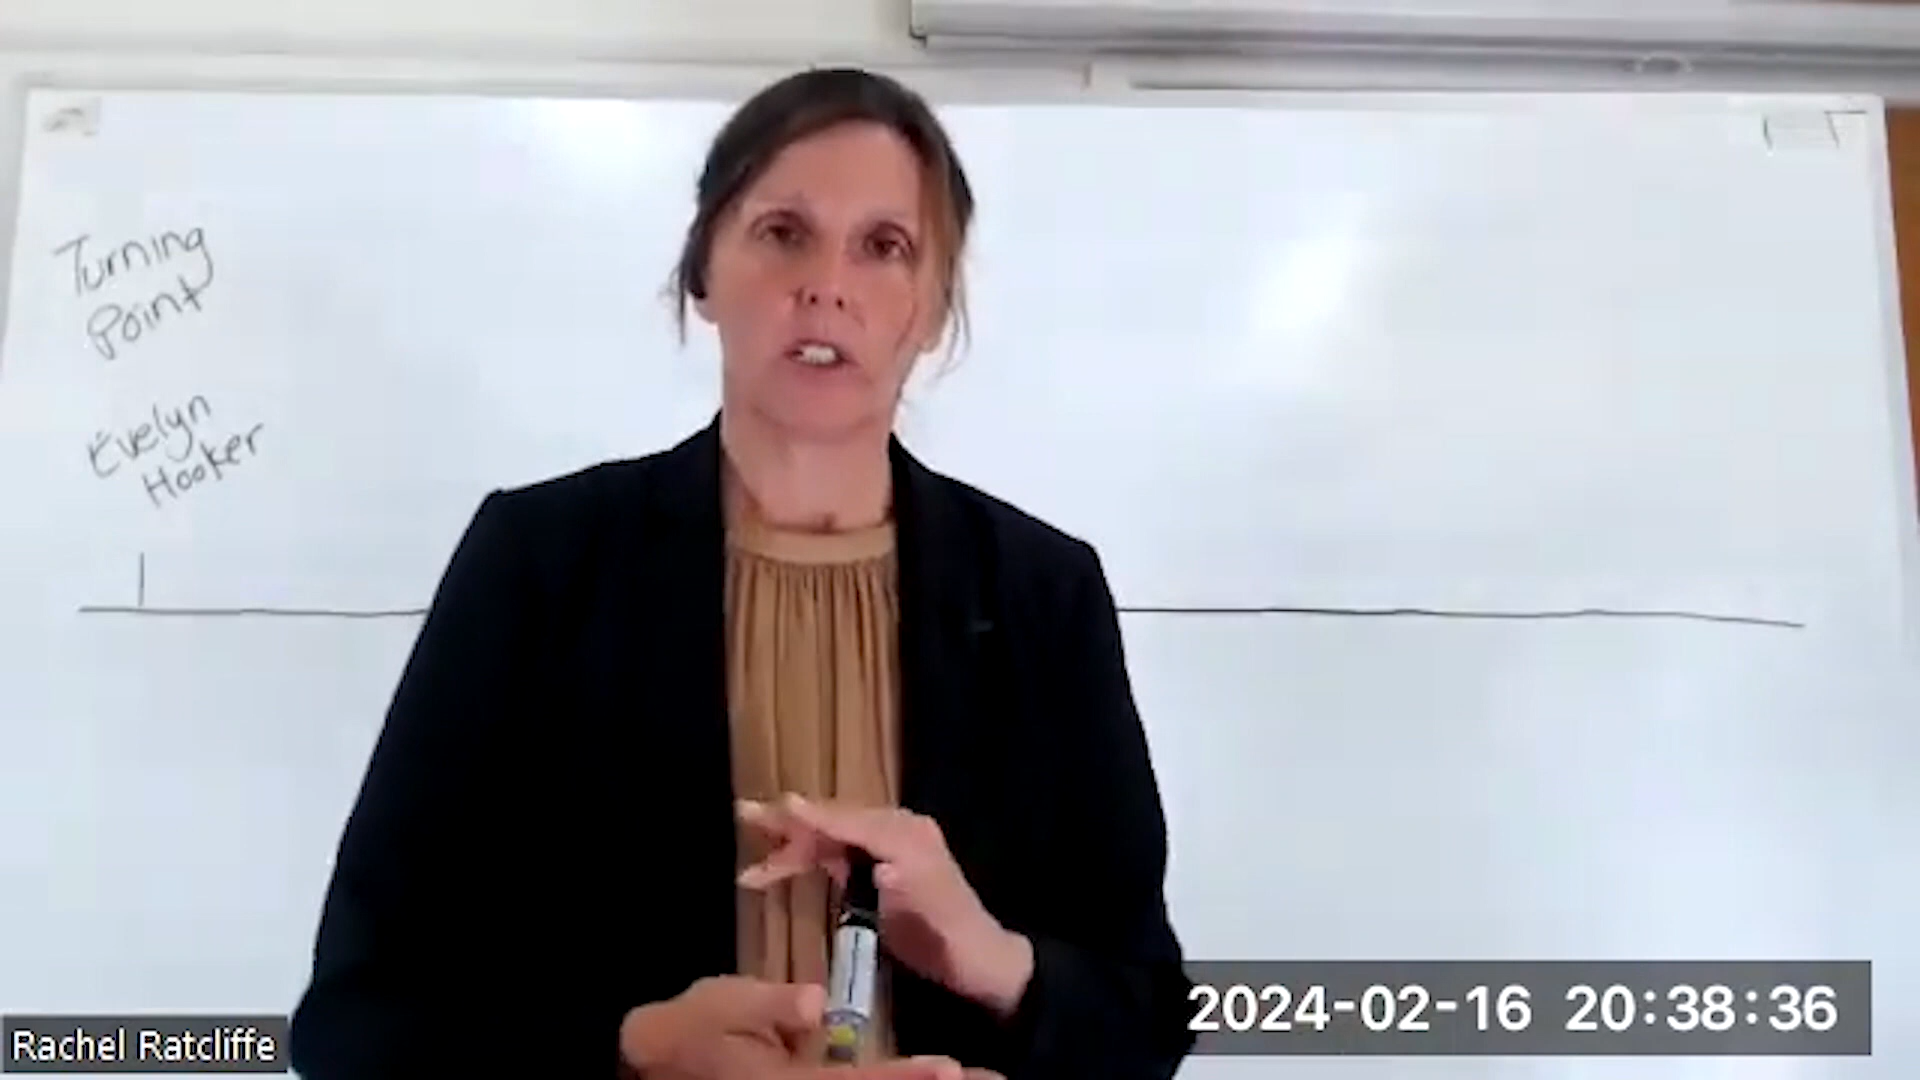 Turning
Point
Evelyn
Hooker
Rachel Ratcliffe
2024-02-16 20:38:36